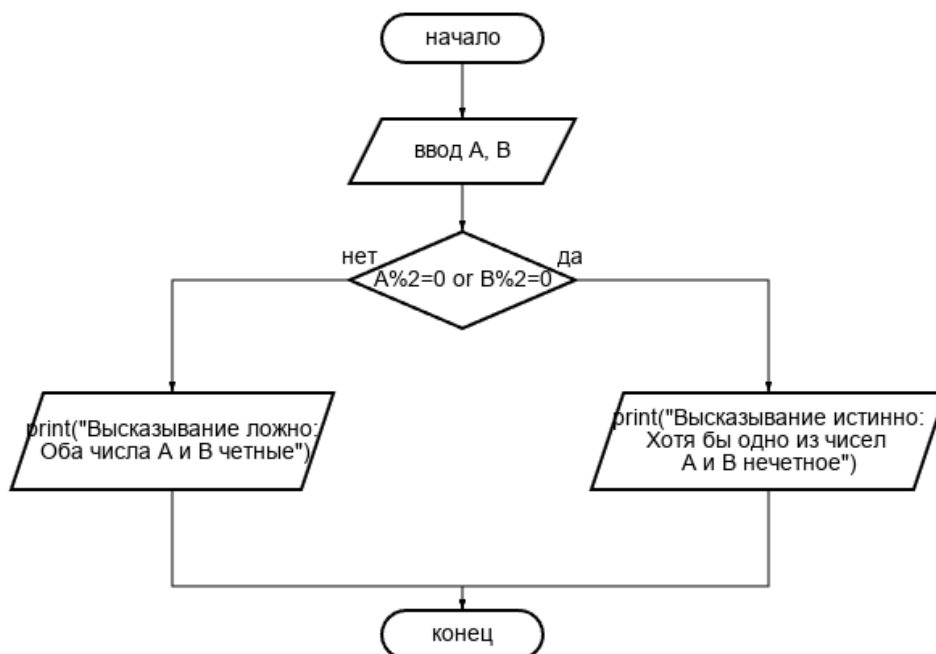 начало
ввод A, B
нет
да
A%2=0 or B%2=0
print("Высказывание ложно:
Оба числа A и B четные")
print("Высказывание истинно:
Хотя бы одно из чисел
A и B нечетное")
конец